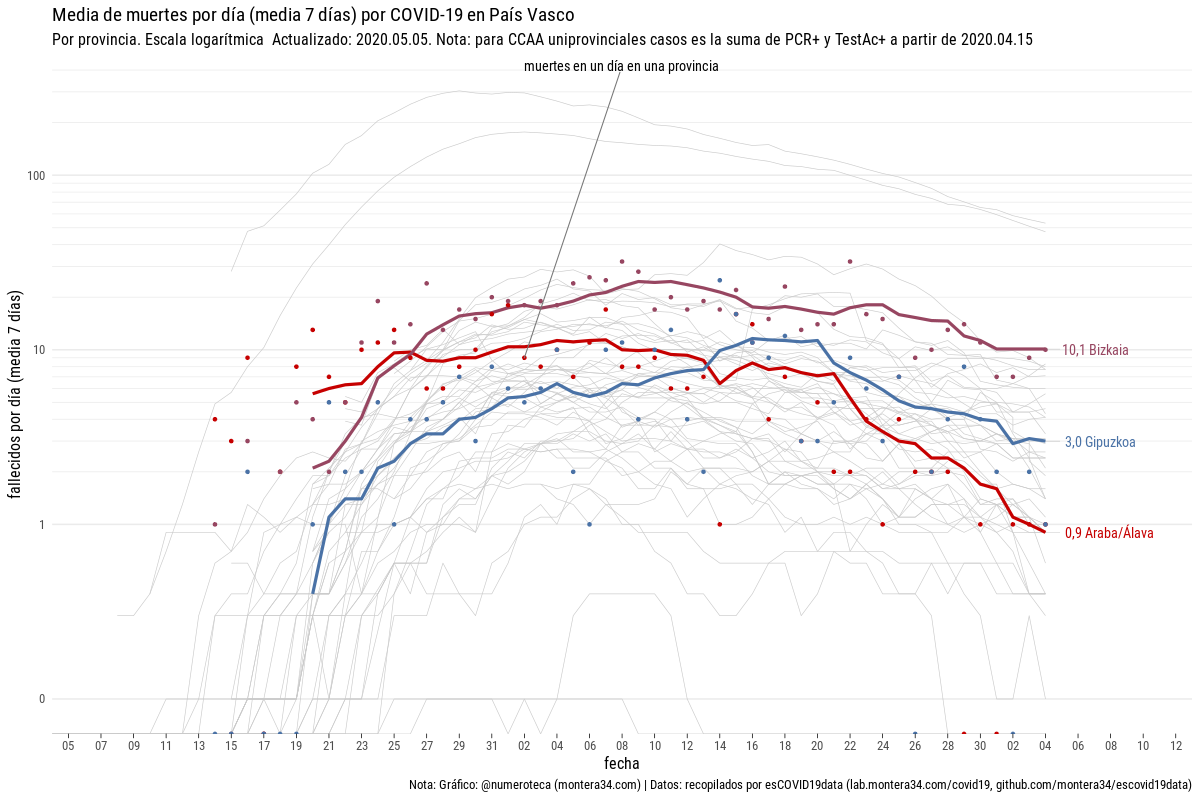 Media de muertes por día (media 7 días) por COVID-19 en País Vasco
Por provincia. Escala logarítmica  Actualizado: 2020.05.05. Nota: para CCAA uniprovinciales casos es la suma de PCR+ y TestAc+ a partir de 2020.04.15
muertes en un día en una provincia
fallecidos por día (media  7 días)
100
10
1
0
10,1 Bizkaia
3,0 Gipuzkoa
0,9 Araba/Álava
05 07 09 11 13 15 17 19 21 23 25 27 29 31 02 04 06 08 10 12 14 16 18 20 22 24 26 28 30 02 04 06 08 10 12
fecha
Nota: Gráfico: @numeroteca (montera34.com) | Datos: recopilados por esCOVID19data (lab.montera34.com/covid19, github.com/montera34/escovid19data)